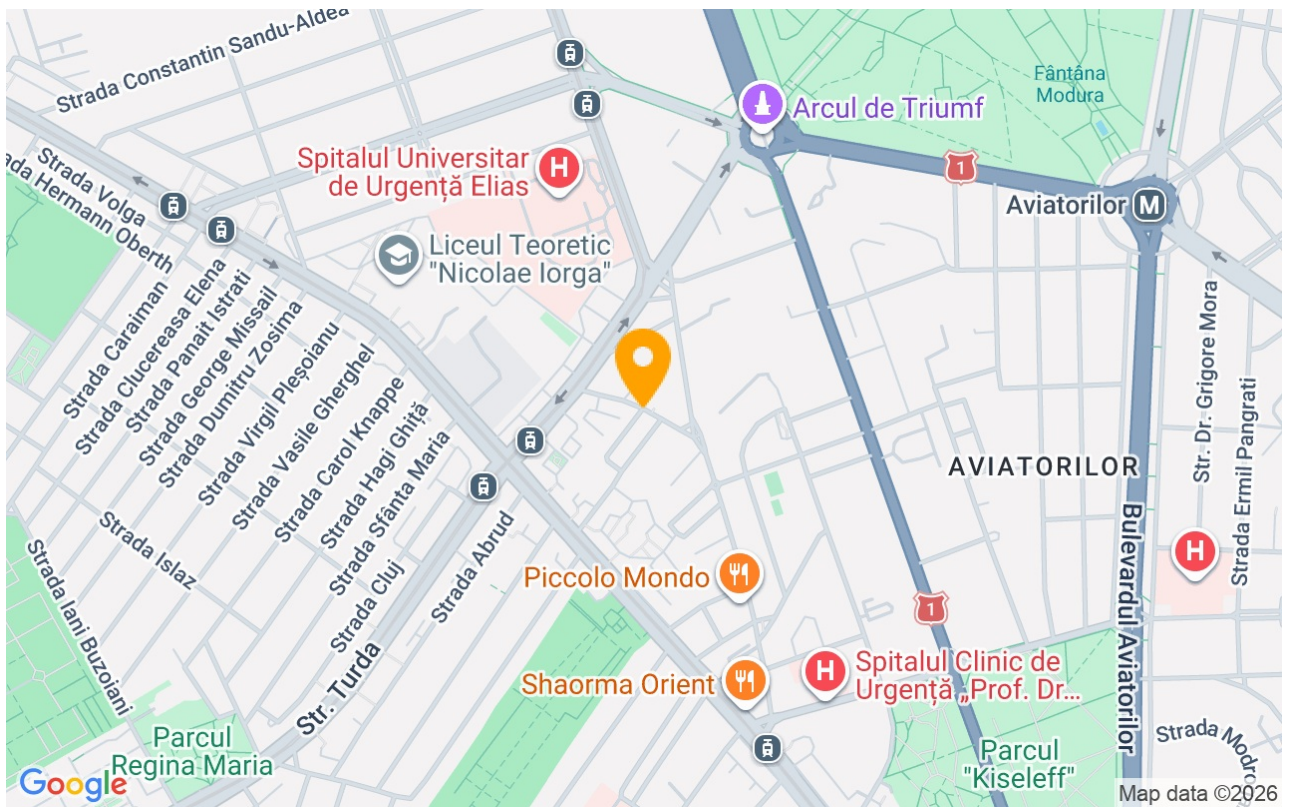 Strada Constantin Sandu-Aldea
Fântâna
Modura
Arcul de Triumf
1
Spitalul Universitar
de Urgență Elias
H
Strada Volga
ada Hermann Oberth
Aviatorilor
M
Liceul Teoretic
"Nicolae Iorga"
Strada Caraiman
Strada Clucereasa Elena
Strada Panait Istrati
Strada George Missail
Strada Dumitru Zosima
Strada Virgil Pleșoianu
Strada Vasile Gherghel
Strada Carol Knappe
Strada Hagi Ghiță
Strada Sfânta Maria
Strada Cluj
Strada Abrud
Str. Turda
Strada Islaz
Strada Iani Buzoiani
AVIATORILOR
Str. Dr. Grigore Mora
Strada Ermil Pangrati
Bulevardul Aviatorilor
H
Piccolo Mondo
1
Shaorma Orient
H
Spitalul Clinic de
Urgență „Prof. Dr...
Parcul
Regina Maria
Parcul
"Kiseleff"
Strada Modro
Google
Map data ©2026